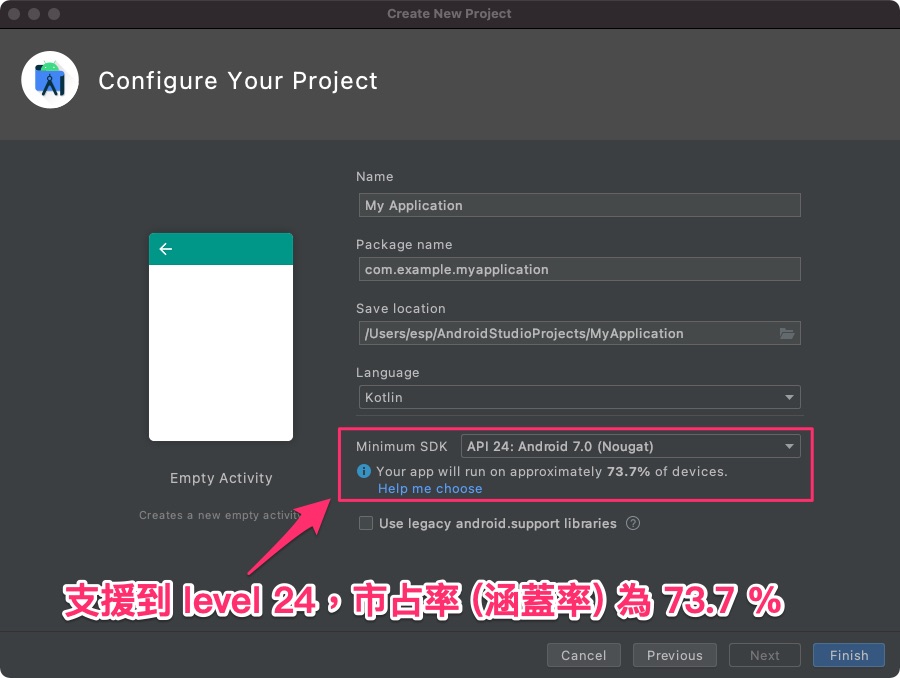 Create New Project
Configure Your Project
Name
My Application
Package name
com.example.myapplication
Save location
/Users/esp/AndroidStudioProjects/MyApplication
Language
Kotlin
Minimum SDK API 24: Android 7.0 (Nougat)
Your app will run on approximately 73.7% of devices.
Help me choose
Empty Activity
Creates a new empty activity
Use legacy android.support libraries
支援到 level 24，市占率 (涵蓋率) 為 73.7 %
Cancel Previous Next Finish